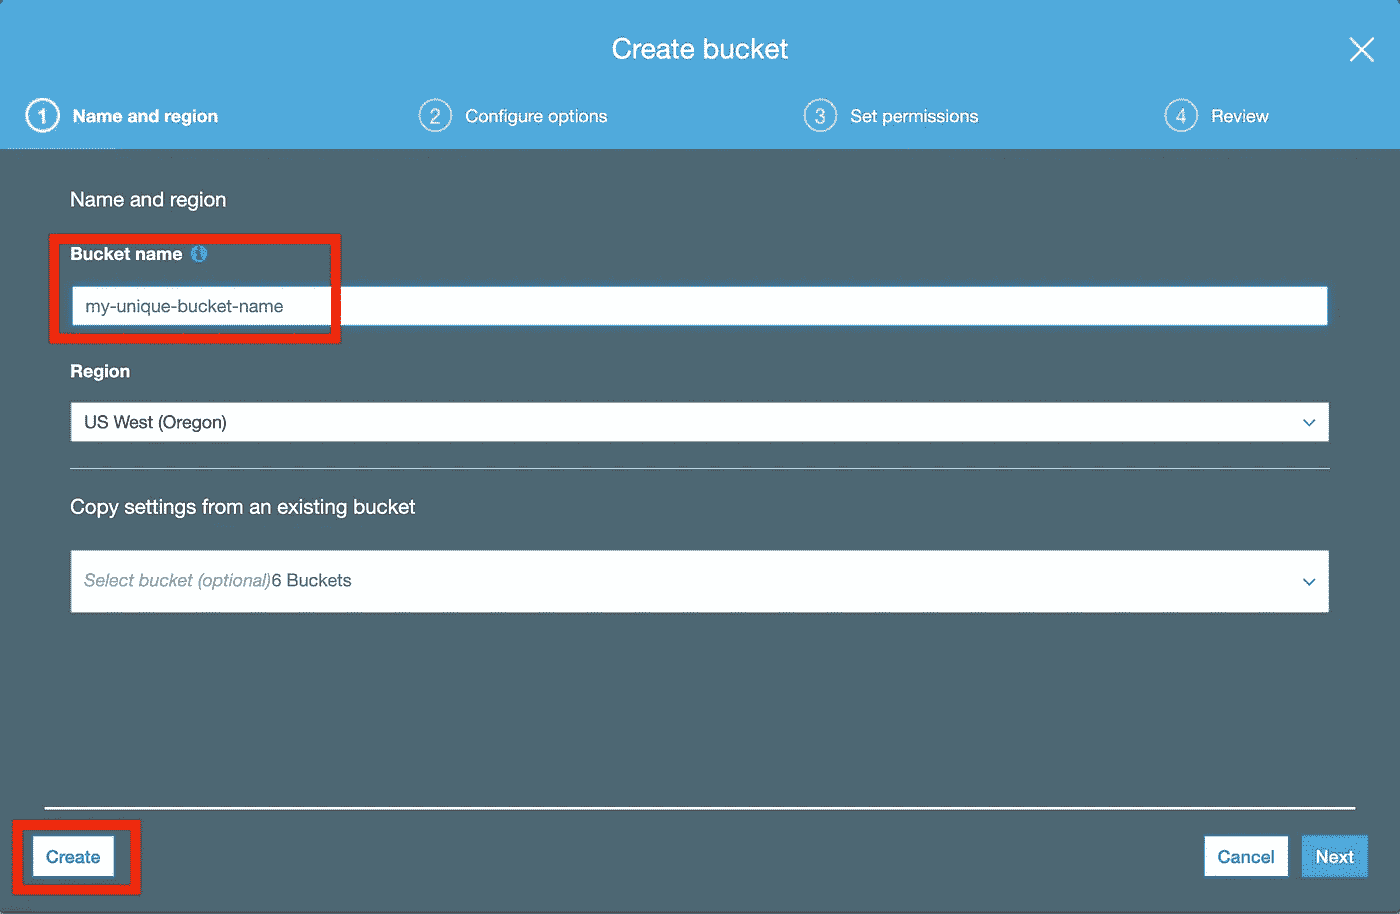 Create bucket
1 Name and region
2 Configure options
3 Set permissions
4 Review
Name and region
Bucket name
my-unique-bucket-name
Region
US West (Oregon)
Copy settings from an existing bucket
Select bucket (optional)6 Buckets
Create
Cancel
Next